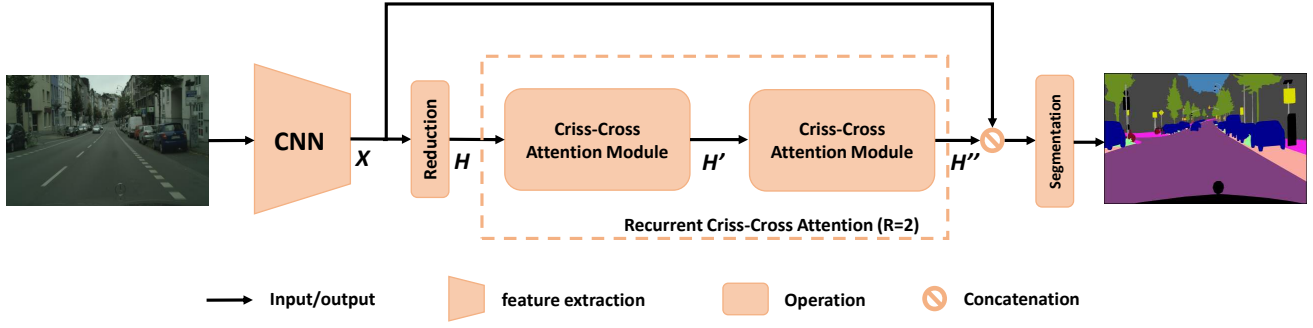 CNN
X
Reduction
H
Criss-Cross
Attention Module
H’
Criss-Cross
Attention Module
H’’
Segmentation
Recurrent Criss-Cross Attention (R=2)
Input/output
feature extraction
Operation
Concatenation